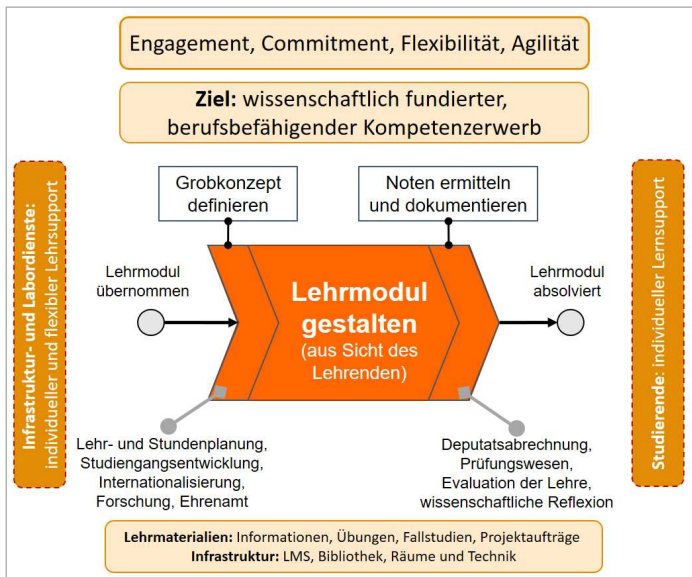 Engagement, Commitment, Flexibilität, Agilität
Ziel: wissenschaftlich fundierter,
berufsbefähigender Kompetenzerwerb
Infrastruktur- und Labordienste:
individueller und flexibler Lehrsupport
Grobkonzept
definieren
Noten ermitteln
und dokumentieren
Lehrmodul
übernommen
Lehrmodul
gestalten
(aus Sicht des
Lehrenden)
Lehrmodul
absolviert
Studierende: individueller Lernsupport
Lehr- und Stundenplanung,
Studiengangsentwicklung,
Internationalisierung,
Forschung, Ehrenamt
Deputatsabrechnung,
Prüfungswesen,
Evaluation der Lehre,
wissenschaftliche Reflexion
Lehrmaterialien: Informationen, Übungen, Fallstudien, Projektaufträge
Infrastruktur: LMS, Bibliothek, Räume und Technik